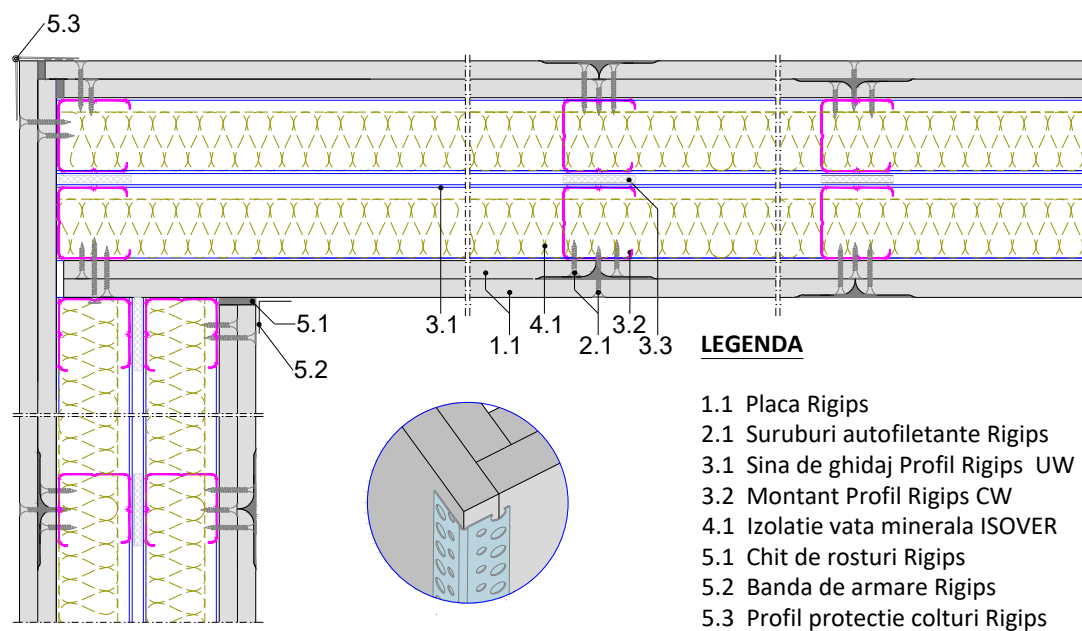 5.3
5.1
5.2
3.1
4.1
1.1
2.1
3.2
3.3
LEGENDA
1.1 Placa Rigips
2.1 Suruburi autofiletante Rigips
3.1 Sina de ghidaj Profil Rigips UW
3.2 Montant Profil Rigips CW
4.1 Izolatie vata minerala ISOVER
5.1 Chit de rosturi Rigips
5.2 Banda de armare Rigips
5.3 Profil protectie colturi Rigips